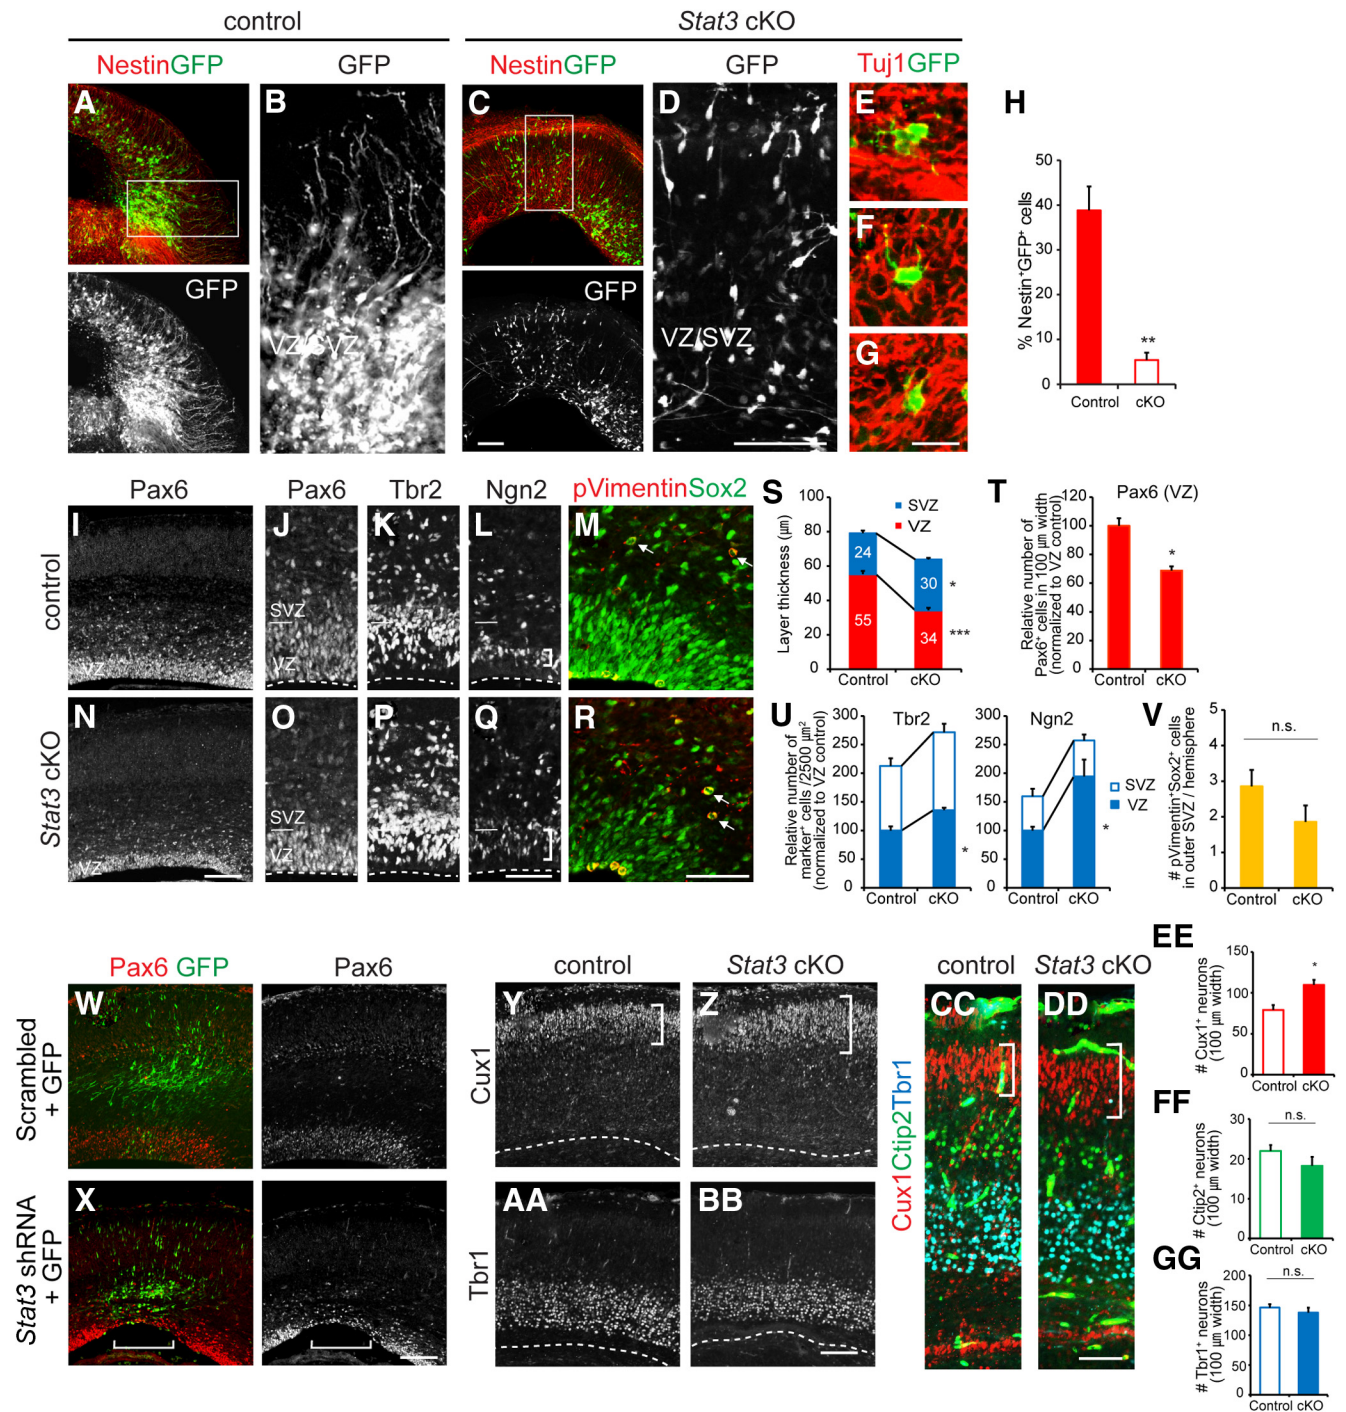 control
Stat3 cKO
NestinGFP
GFP
NestinGFP
GFP
Tuj1GFP
A
B
C
D
E
H
GFP
VZ/SVZ
GFP
VZ/SVZ
F
G
% Nestin⁺GFP⁺ cells
50
40
30
20
10
0
**
Control
cKO
Pax6
Pax6
Tbr2
Ngn2
pVimentinSox2
control
I
J
K
L
M
VZ
SVZ
VZ
Stat3 cKO
N
O
P
Q
R
VZ
SVZ
VZ
S
Layer thickness (μm)
100
80
60
40
20
0
SVZ
VZ
24
55
30
34
*
***
Control
cKO
T
Pax6 (VZ)
Relative number of
Pax6⁺ cells in 100 μm width
(normalized to VZ control)
120
100
80
60
40
20
0
*
Control
cKO
U
Tbr2
Ngn2
Relative number of
marker⁺ cells /2500 μm²
(normalized to VZ control)
300
250
200
150
100
50
0
*
Control
cKO
300
250
200
150
100
50
0
SVZ
VZ
*
Control
cKO
V
# pVimentin⁺Sox2⁺ cells
in outer SVZ / hemisphere
5
4
3
2
1
0
n.s.
Control
cKO
Pax6 GFP
Pax6
Scrambled
+ GFP
W
Stat3 shRNA
+ GFP
X
control
Stat3 cKO
Cux1
Y
Z
Tbr1
AA
BB
control
Stat3 cKO
Cux1Ctip2Tbr1
CC
DD
EE
# Cux1⁺ neurons
(100 μm width)
150
100
50
0
*
Control cKO
FF
# Ctip2⁺ neurons
(100 μm width)
30
20
10
0
n.s.
Control cKO
GG
# Tbr1⁺ neurons
(100 μm width)
200
150
100
50
0
n.s.
Control cKO